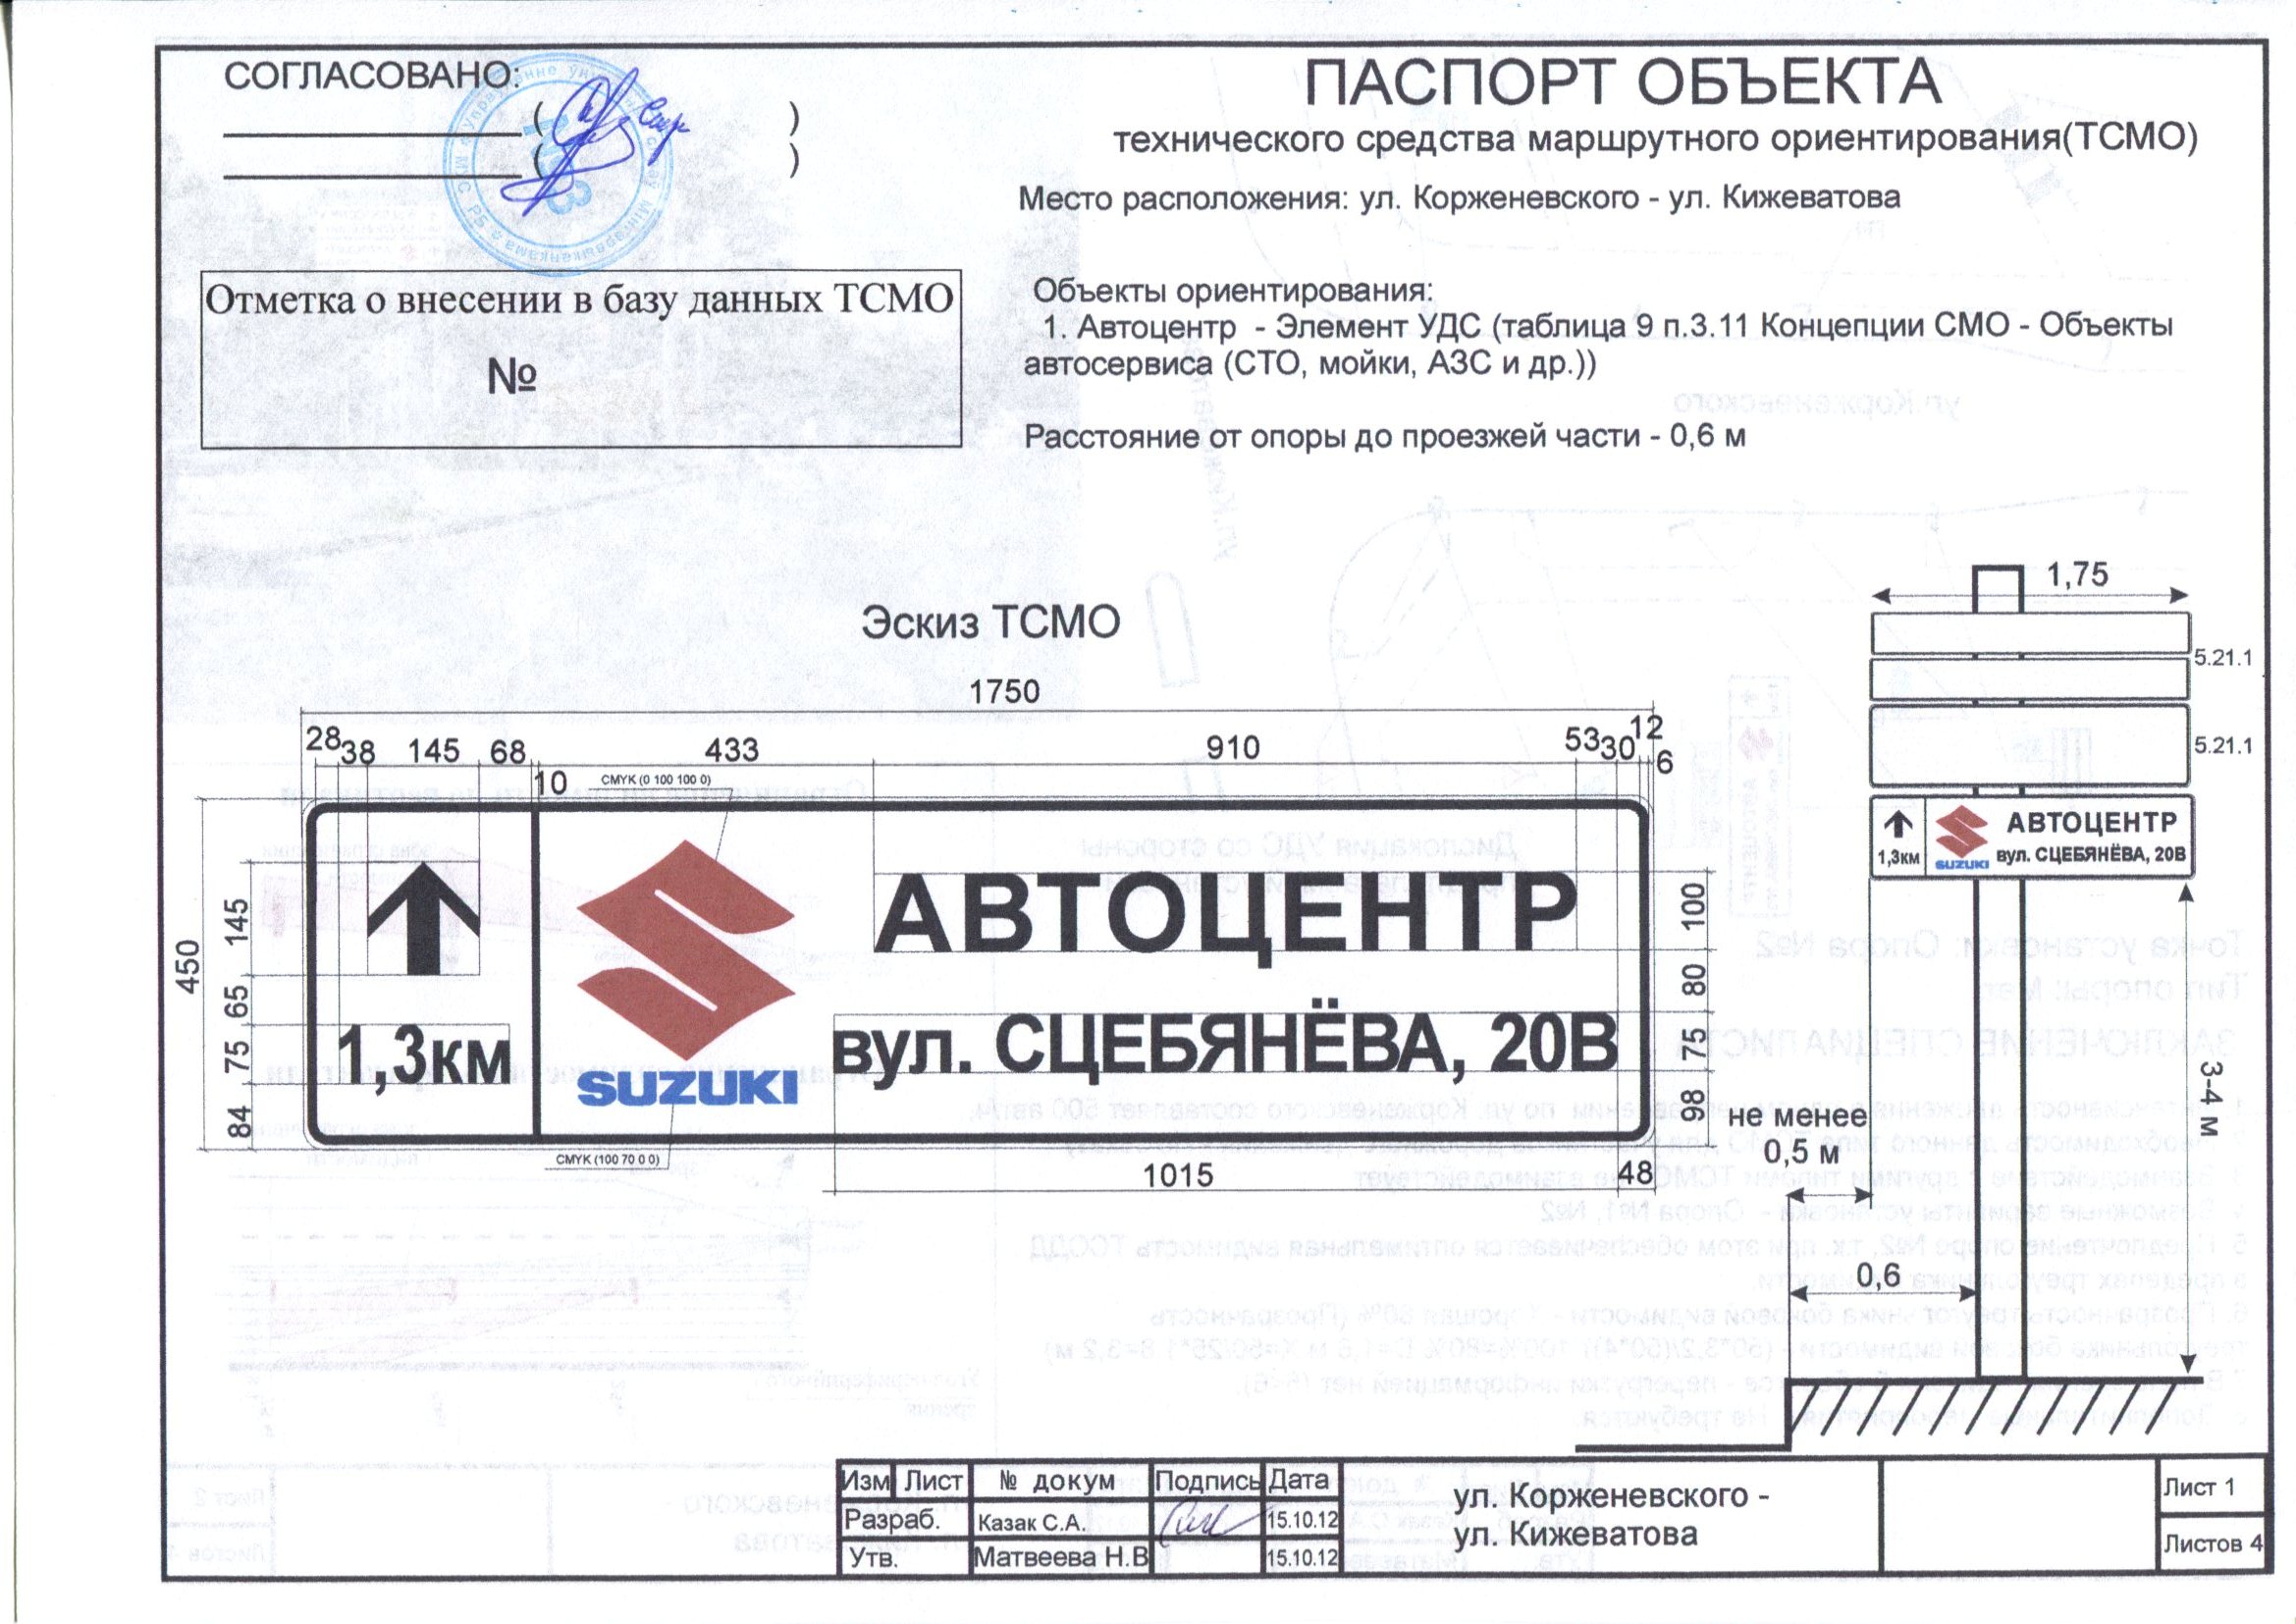 СОГЛАСОВАНО:
( )
( )
МПС РБ
ПАСПОРТ ОБЪЕКТА
технического средства маршрутного ориентирования(ТСМО)
Место расположения: ул. Корженевского - ул. Кижеватова
Отметка о внесении в базу данных ТСМО
№
Объекты ориентирования:
1. Автоцентр - Элемент УДС (таблица 9 п.3.11 Концепции СМО - Объекты
автосервиса (СТО, мойки, АЗС и др.))
Расстояние от опоры до проезжей части - 0,6 м
Эскиз ТСМО
1750
28 38 145 68 10 433 910 53 30 12 6
CMYK (0 100 100 0)
450
145 65 75 84
1,3км
SUZUKI
АВТОЦЕНТР
вул. СЦЕБЯНЁВА, 20В
100 80 75 98
CMYK (100 70 0 0)
1015 48
1,75
5.21.1
5.21.1
1,3км
SUZUKI
АВТОЦЕНТР
вул. СЦЕБЯНЁВА, 20В
не менее
0,5 м
3-4 м
0,6
Изм Лист № докум Подпись Дата
Разраб. Казак С.А. 15.10.12
Утв. Матвеева Н.В 15.10.12
ул. Корженевского -
ул. Кижеватова
Лист 1
Листов 4